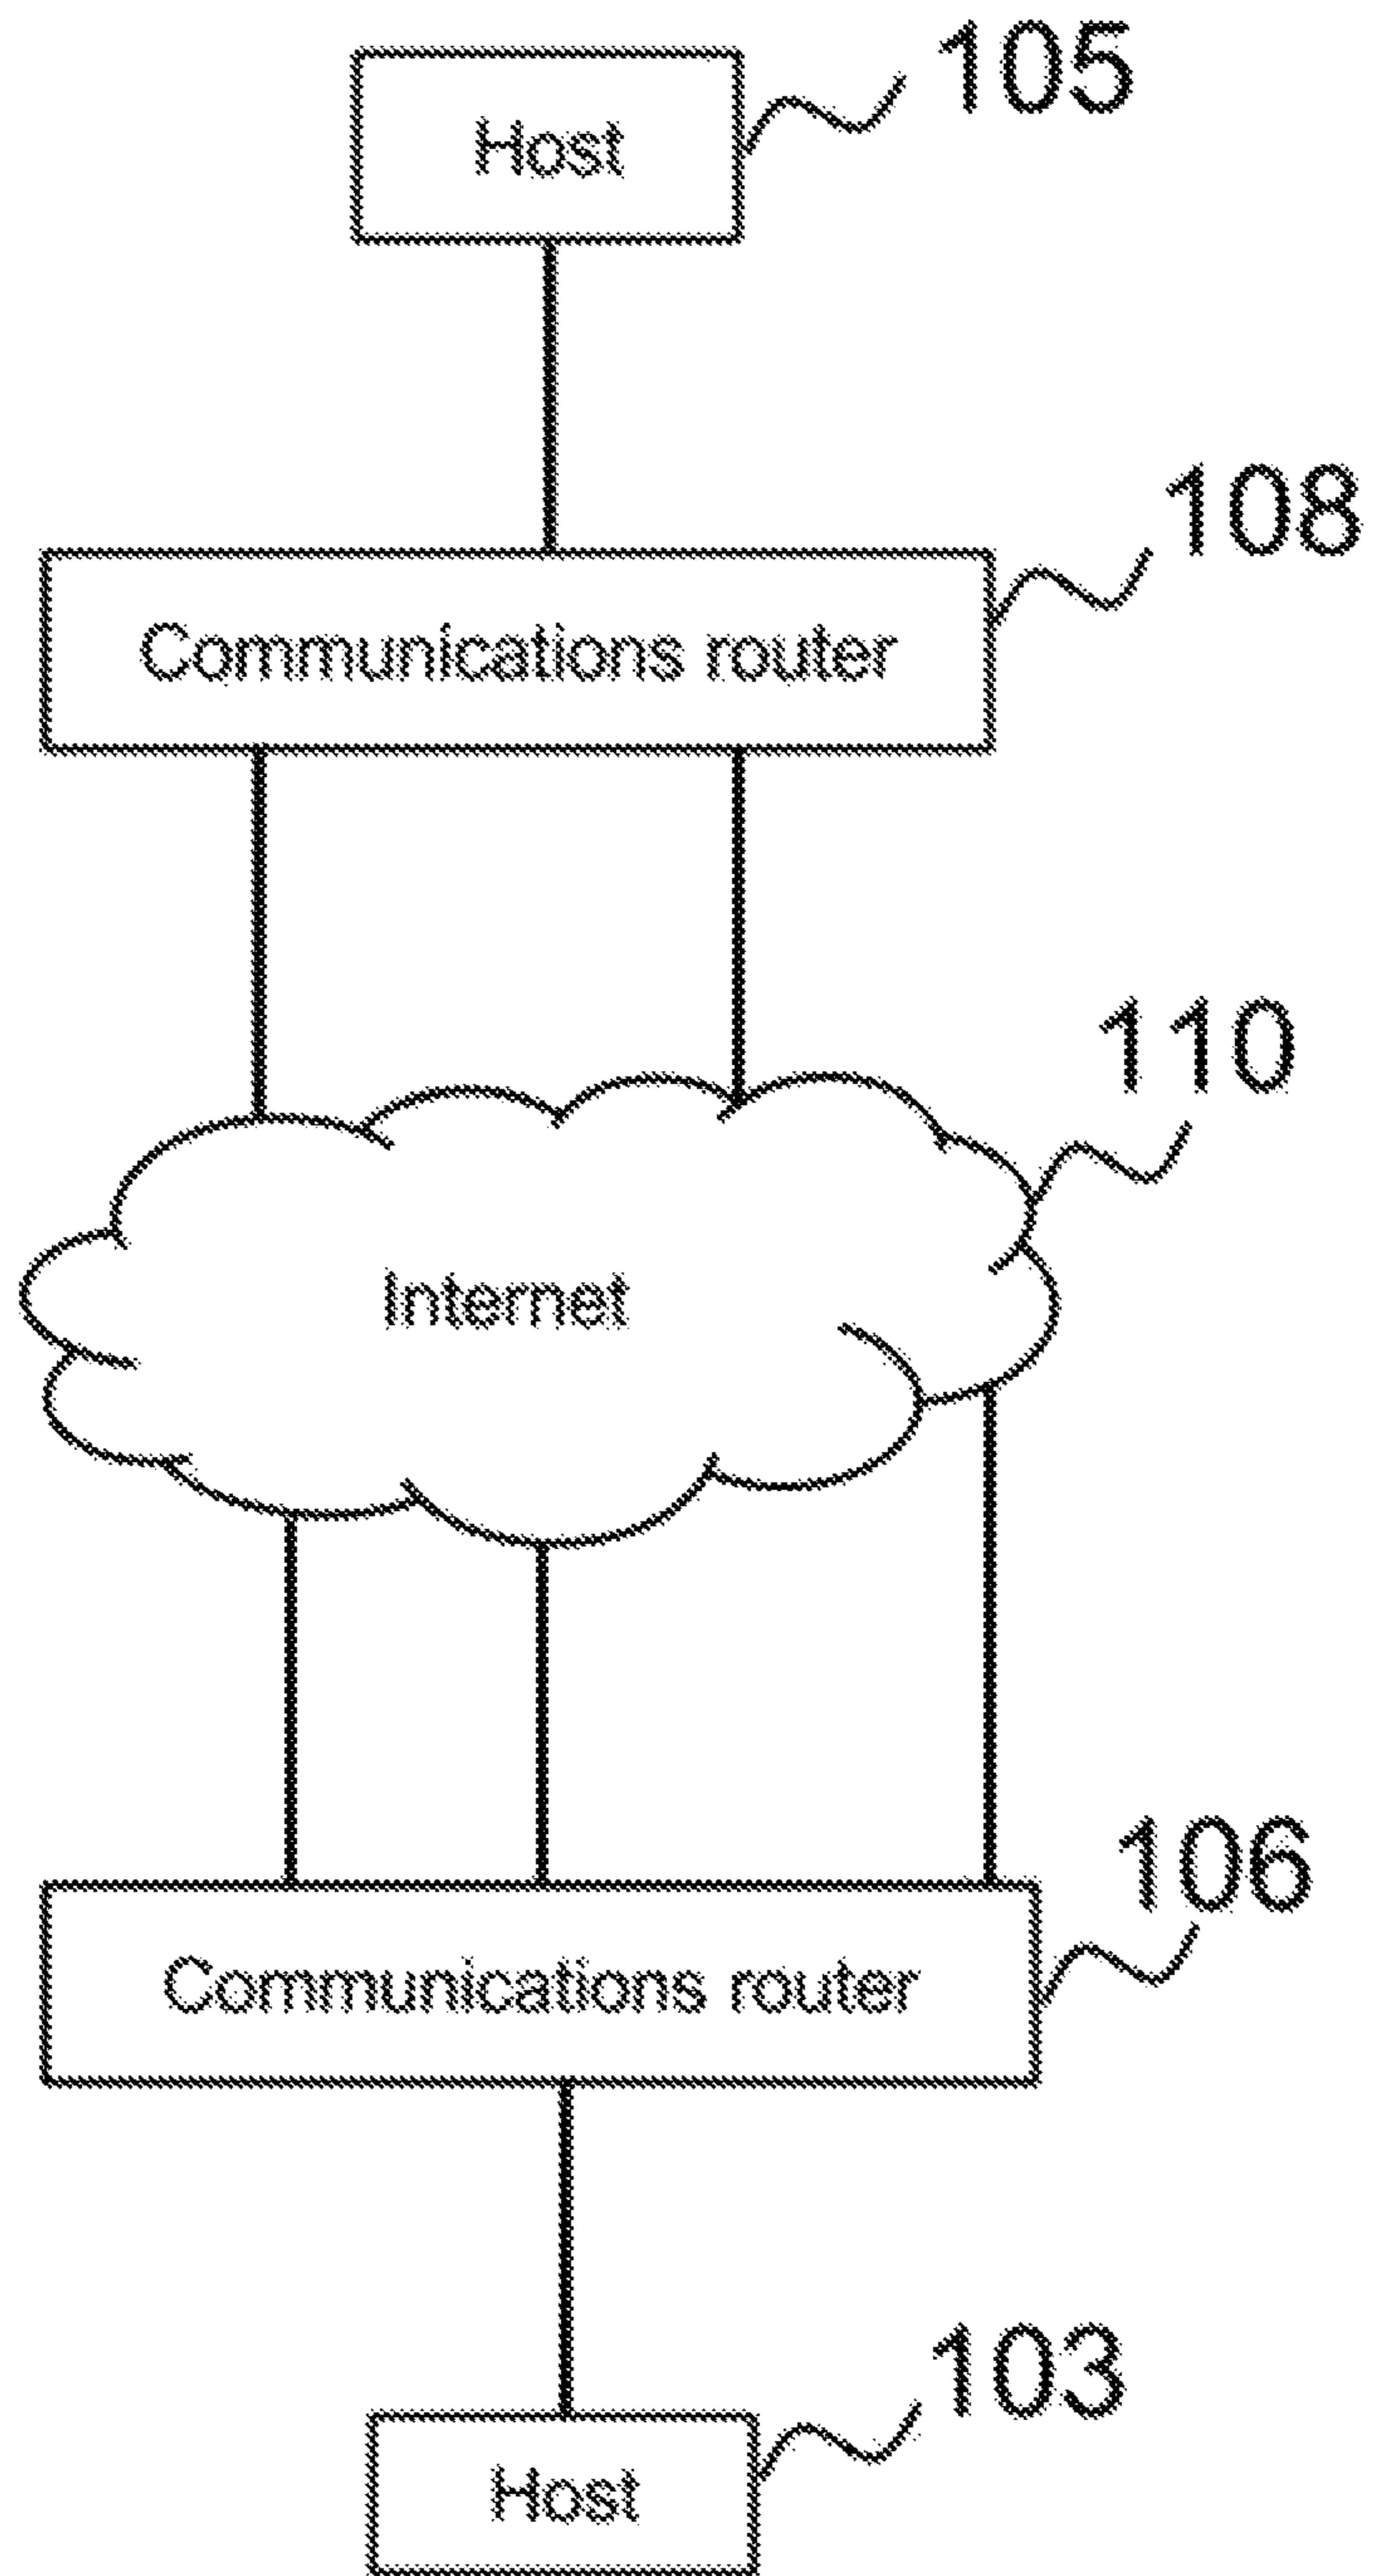 105
Host
108
Communications router
110
Internet
106
Communications router
103
Host